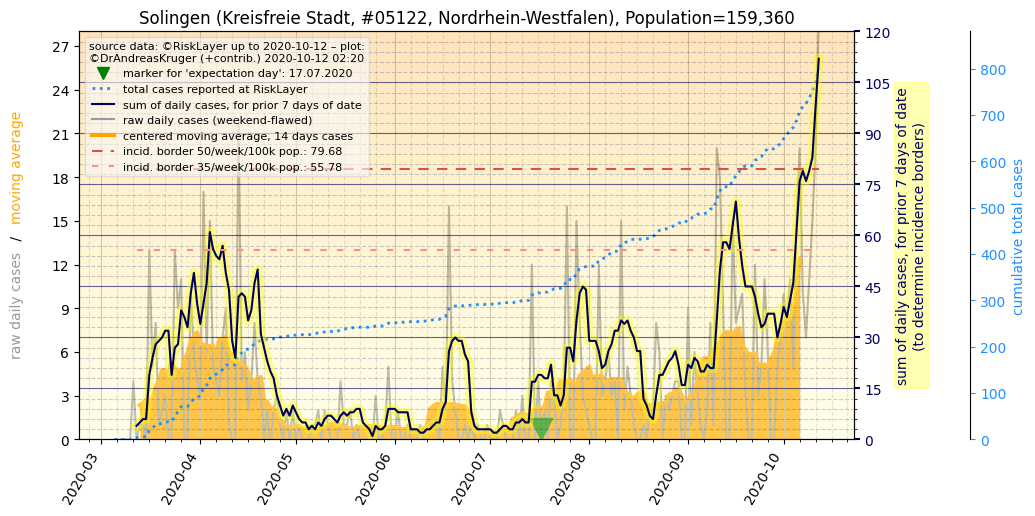 Solingen (Kreisfreie Stadt, #05122, Nordrhein-Westfalen), Population=159,360
source data: ©RiskLayer up to 2020-10-12 – plot:
©DrAndreasKruger (+contrib.) 2020-10-12 02:20
marker for 'expectation day': 17.07.2020
total cases reported at RiskLayer
sum of daily cases, for prior 7 days of date
raw daily cases (weekend-flawed)
centered moving average, 14 days cases
incid. border 50/week/100k pop.: 79.68
incid. border 35/week/100k pop.: 55.78
raw daily cases / moving average
27
24
21
18
15
12
9
6
3
0
120
105
90
75
60
45
30
15
0
sum of daily cases, for prior 7 days of date
(to determine incidence borders)
800
700
600
500
400
300
200
100
0
cumulative total cases
2020-03
2020-04
2020-05
2020-06
2020-07
2020-08
2020-09
2020-10